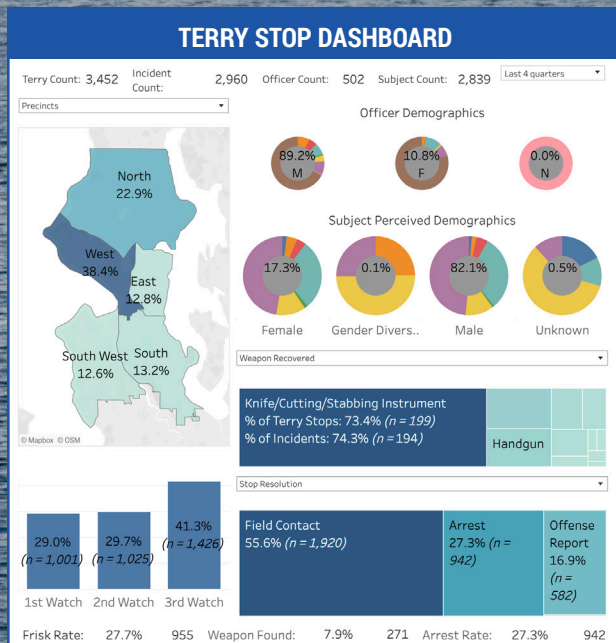 TERRY STOP DASHBOARD
Terry Count: 3,452 Incident Count: 2,960 Officer Count: 502 Subject Count: 2,839 Last 4 quarters
Precincts
North
22.9%
West
38.4%
East
12.8%
South West
12.6%
South
13.2%
© Mapbox © OSM
Officer Demographics
89.2%
M
10.8%
F
0.0%
N
Subject Perceived Demographics
17.3%
0.1%
82.1%
0.5%
Female
Gender Divers..
Male
Unknown
Weapon Recovered
Knife/Cutting/Stabbing Instrument
% of Terry Stops: 73.4% (n = 199)
% of Incidents: 74.3% (n = 194)
Handgun
29.0%
(n = 1,001)
29.7%
(n = 1,025)
41.3%
(n = 1,426)
1st Watch
2nd Watch
3rd Watch
Stop Resolution
Field Contact
55.6% (n = 1,920)
Arrest
27.3% (n =
942)
Offense
Report
16.9%
(n =
582)
Frisk Rate: 27.7% 955 Weapon Found: 7.9% 271 Arrest Rate: 27.3% 942